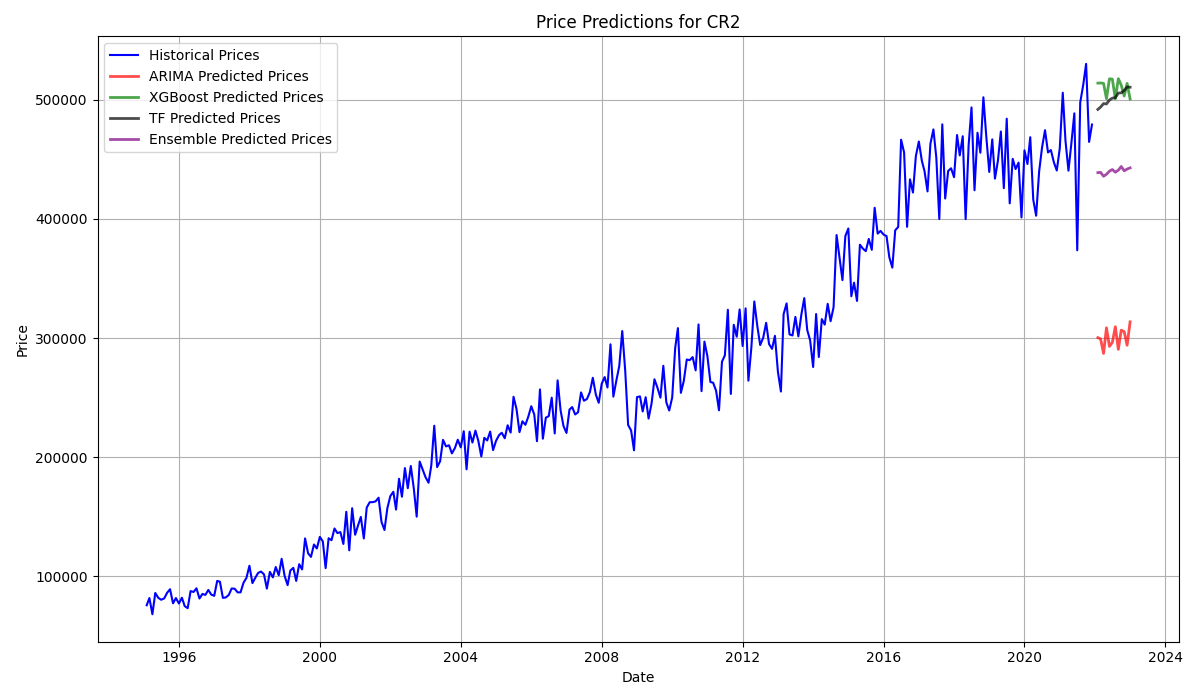 Price Predictions for CR2
Historical Prices
ARIMA Predicted Prices
XGBoost Predicted Prices
TF Predicted Prices
Ensemble Predicted Prices
500000
400000
300000
200000
100000
Price
1996
2000
2004
2008
2012
2016
2020
2024
Date